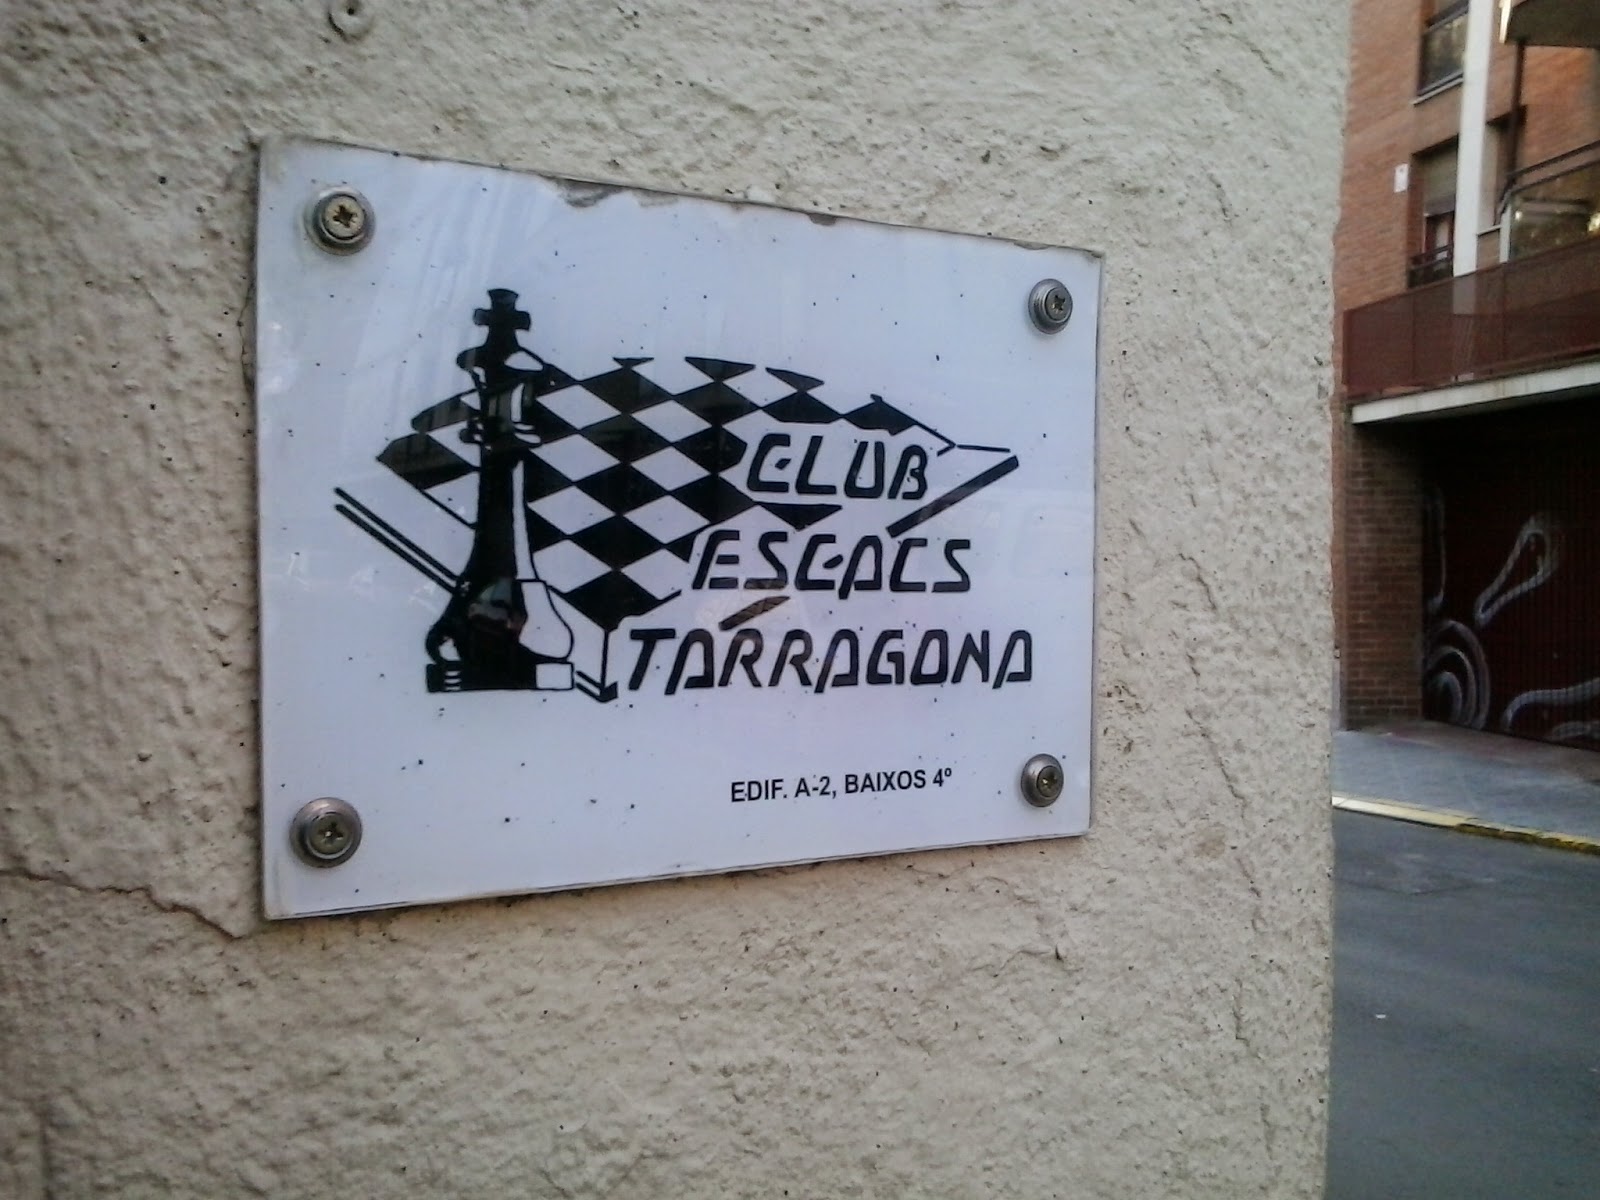 CLUB
ESCACS
TARRAGONA
EDIF. A-2, BAIXOS 4º